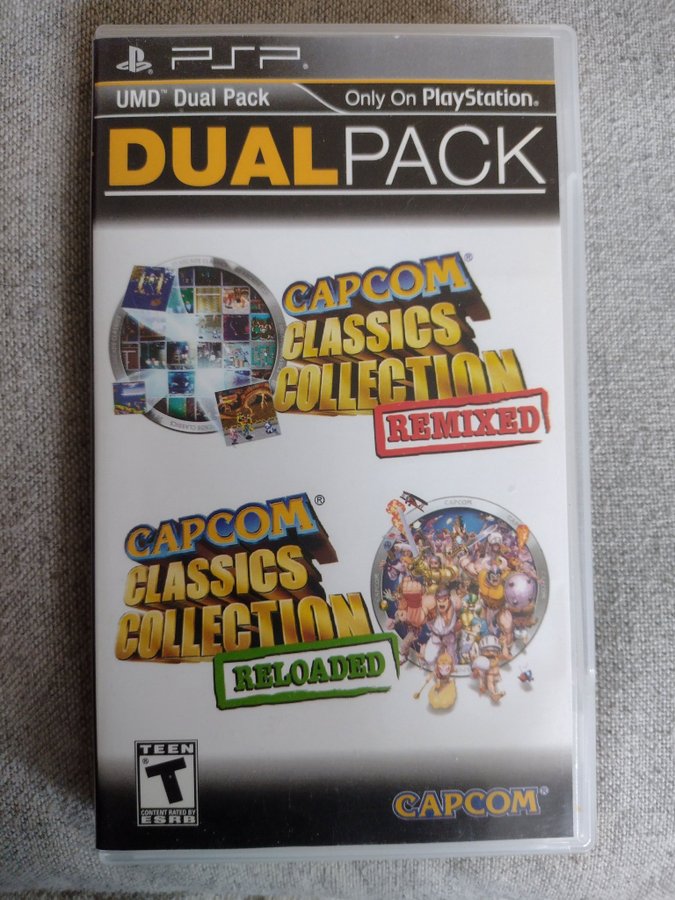 PSP
UMD™ Dual Pack
Only On PlayStation®
DUALPACK
CAPCOM®
CLASSICS
COLLECTION
REMIXED
CAPCOM®
CLASSICS
COLLECTION
RELOADED
CAPCOM
TEEN
®
T
CONTENT RATED BY
ESRB
CAPCOM®